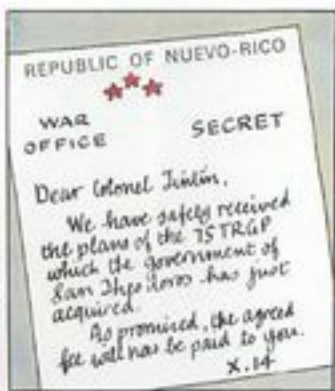 REPUBLIC OF NUEVO-RICO
WAR
OFFICE
SECRET
Dear Colonel Tintin,
We have safely received
the plans of the 75 TRGP
which the government of
San Theodoros has just
acquired.
As promised, the agreed
fee will now be paid to you.
X.14